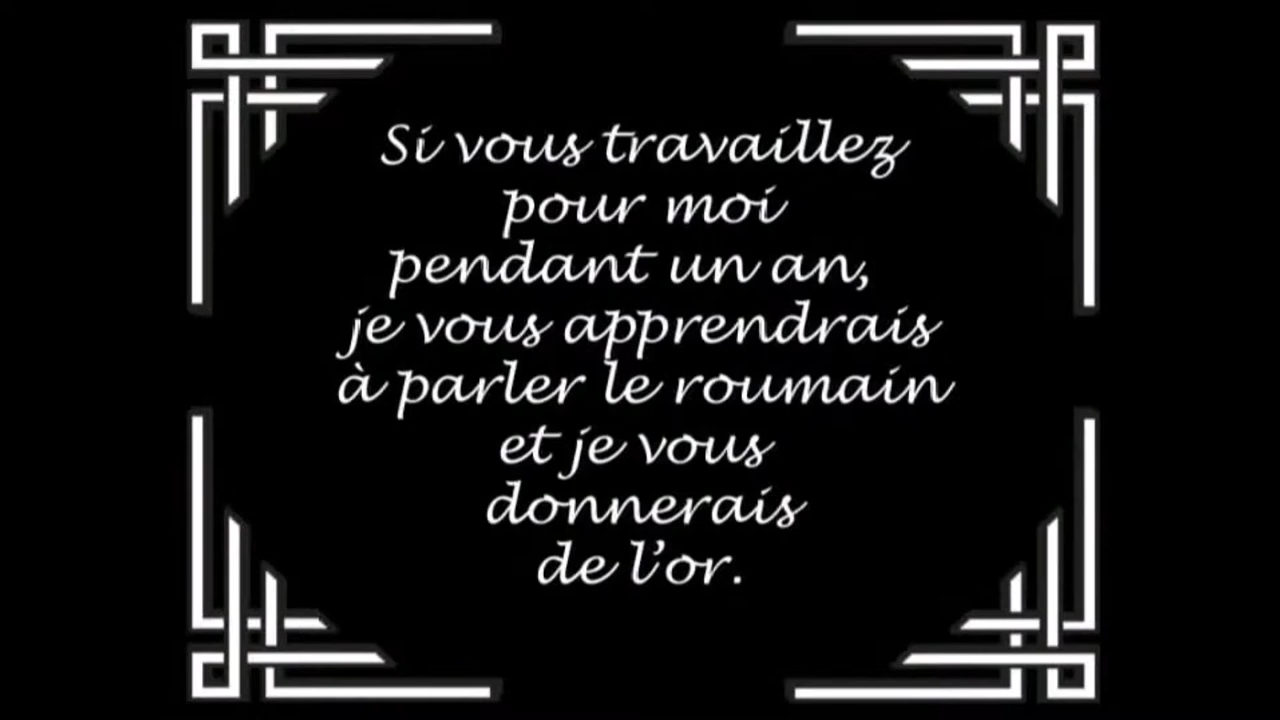 Si vous travaillez
pour moi
pendant un an,
je vous apprendrais
à parler le roumain
et je vous
donnerais
de l’or.